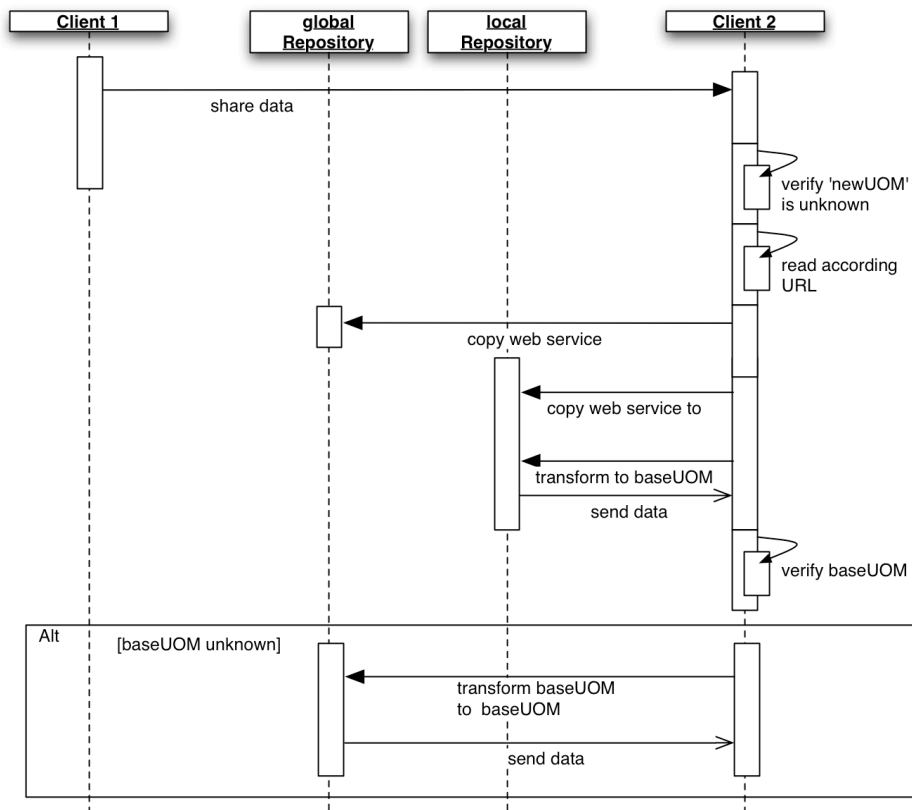 Client 1
global
Repository
local
Repository
Client 2
share data
verify 'newUOM'
is unknown
read according
URL
copy web service
copy web service to
transform to baseUOM
send data
verify baseUOM
Alt
[baseUOM unknown]
transform baseUOM
to baseUOM
send data